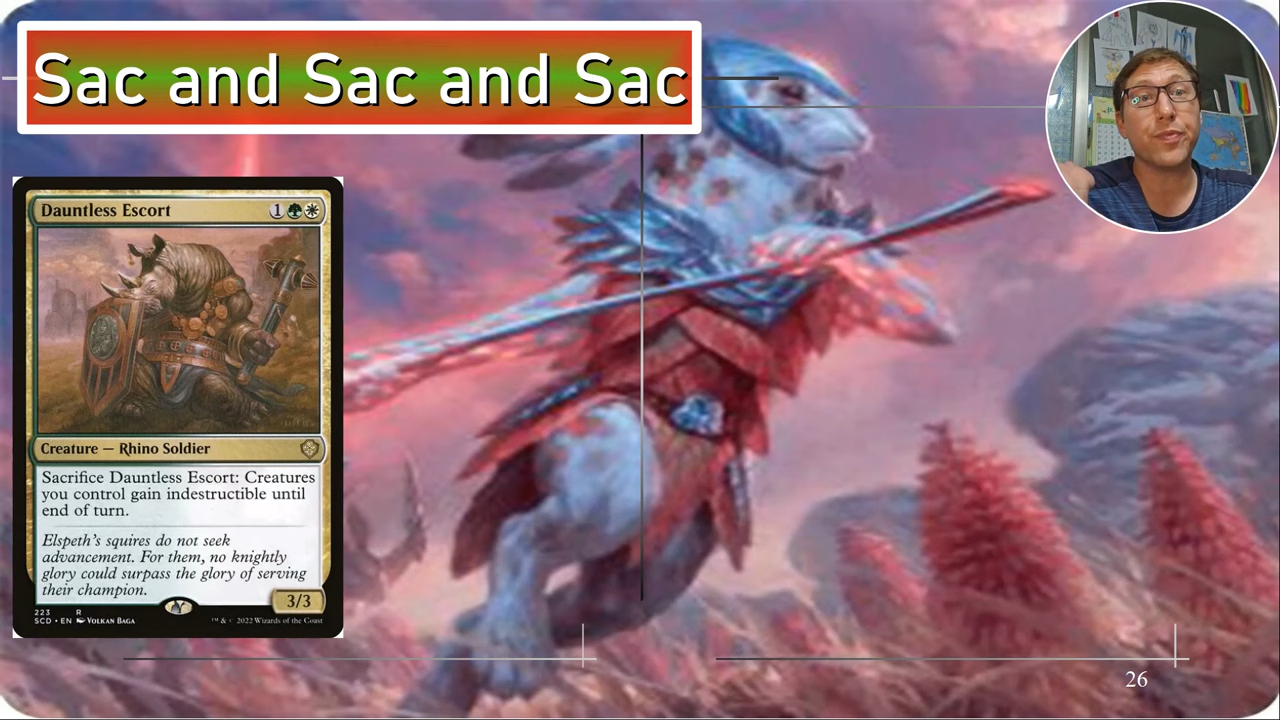 Sac and Sac and Sac
Dauntless Escort 1
Creature — Rhino Soldier
Sacrifice Dauntless Escort: Creatures
you control gain indestructible until
end of turn.
Elspeth's squires do not seek
advancement. For them, no knightly
glory could surpass the glory of serving
their champion.
3/3
223 R
SCD • EN VOLKAN BAGA ™ & © 2022 Wizards of the Coast
26